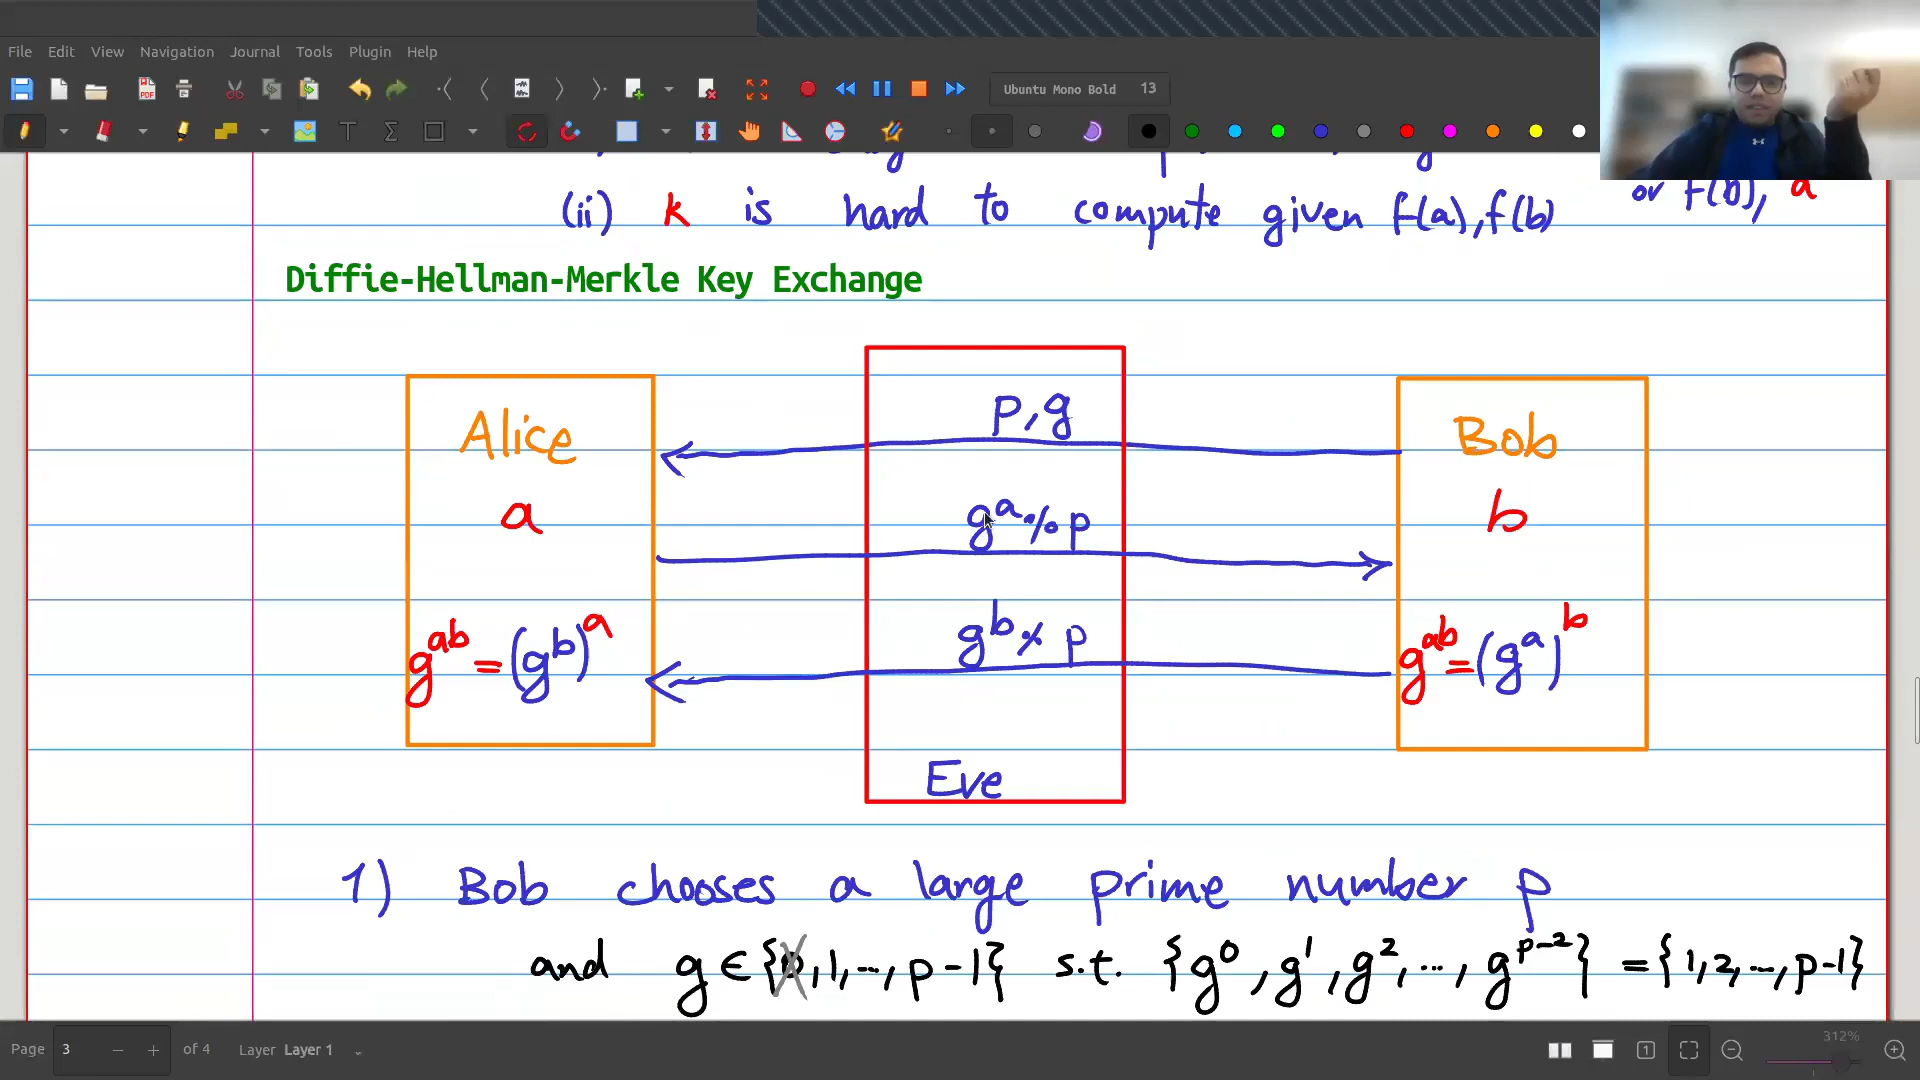 File Edit View Navigation Journal Tools Plugin Help
Ubuntu Mono Bold 13
or f(b), a
(ii) k is hard to compute given f(a), f(b)
Diffie-Hellman-Merkle Key Exchange
Alice
p, g
Bob
a
g^a % p
b
g^ab = (g^b)^a
g^b % p
g^ab = (g^a)^b
Eve
1) Bob chooses a large prime number p
and g ∈ {0, 1, .., p-1} s.t. {g^0, g^1, g^2, ..., g^p-2} = {1, 2, .., p-1}
Page 3 of 4 Layer Layer 1 312%